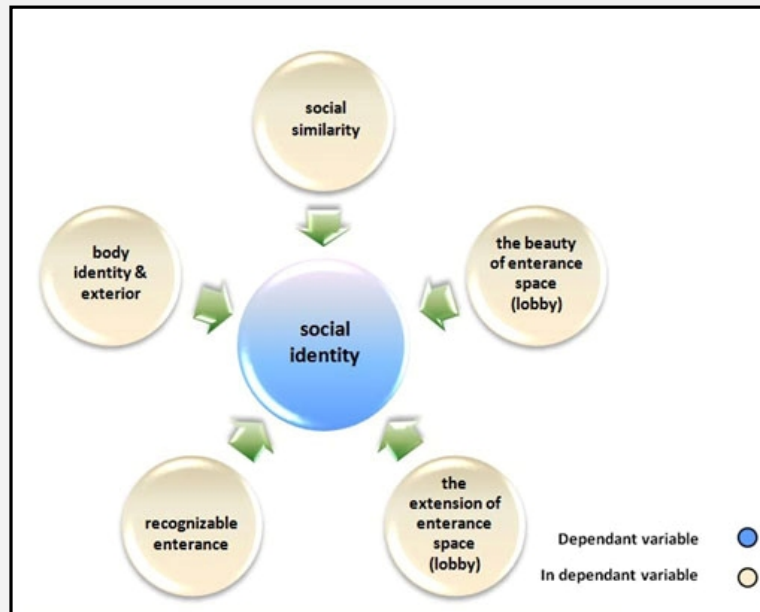 social
similarity
body
identity &
exterior
the beauty
of enterance
space
(lobby)
social
identity
recognizable
enterance
the
extension of
enterance
space
(lobby)
Dependant variable
In dependant variable